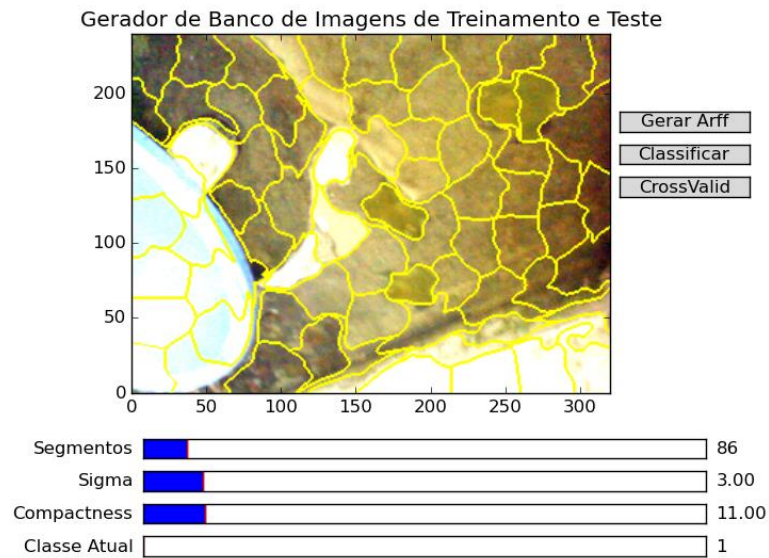 Gerador de Banco de Imagens de Treinamento e Teste
200
150
100
50
0
0 50 100 150 200 250 300
Gerar Arff
Classificar
CrossValid
Segmentos 86
Sigma 3.00
Compactness 11.00
Classe Atual 1